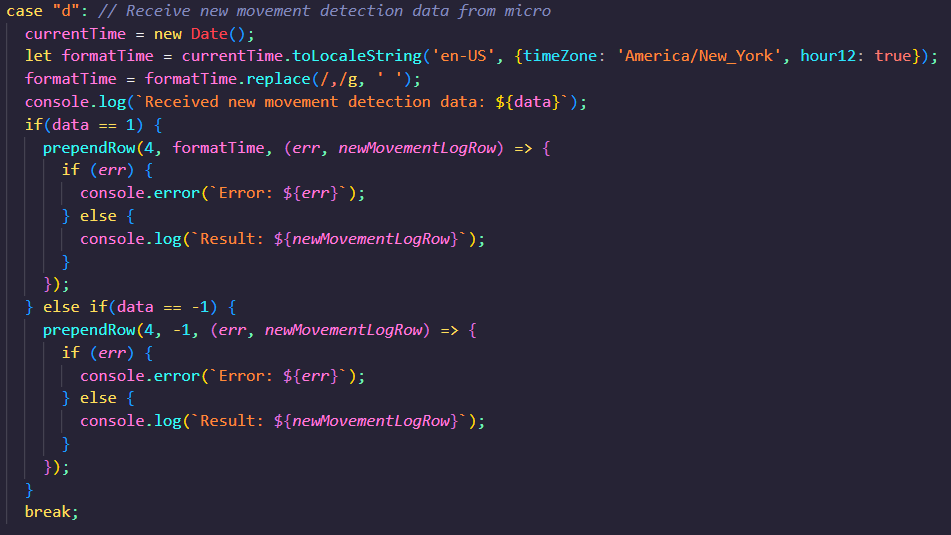 case "d": // Receive new movement detection data from micro
currentTime = new Date();
let formatTime = currentTime.toLocaleString('en-US', {timeZone: 'America/New_York', hour12: true});
formatTime = formatTime.replace(/,/g, ' ');
console.log(`Received new movement detection data: ${data}`);
if(data == 1) {
prependRow(4, formatTime, (err, newMovementLogRow) => {
if (err) {
console.error(`Error: ${err}`);
} else {
console.log(`Result: ${newMovementLogRow}`);
}
});
} else if(data == -1) {
prependRow(4, -1, (err, newMovementLogRow) => {
if (err) {
console.error(`Error: ${err}`);
} else {
console.log(`Result: ${newMovementLogRow}`);
}
});
}
break;